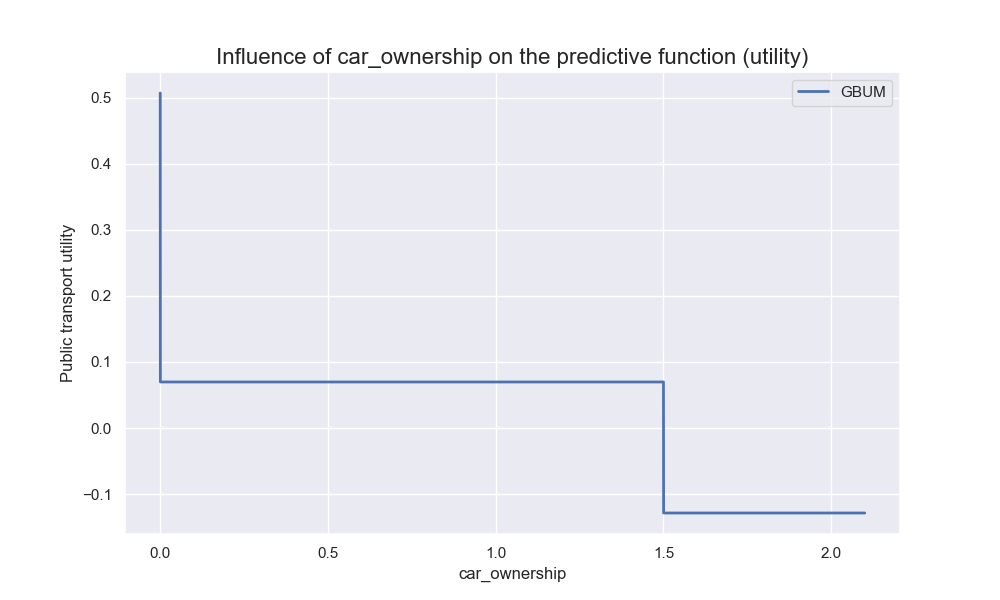 Influence of car_ownership on the predictive function (utility)
GBUM
Public transport utility
0.5
0.4
0.3
0.2
0.1
0.0
−0.1
0.0 0.5 1.0 1.5 2.0
car_ownership